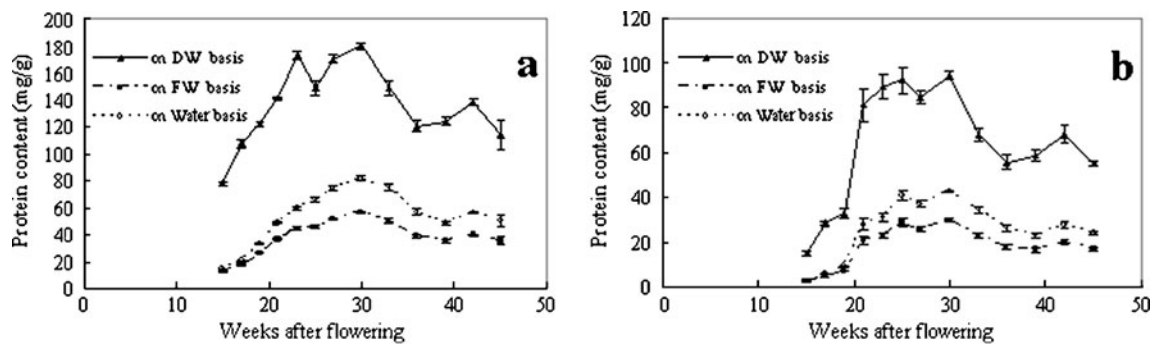 200
180
160
140
120
100
80
60
40
20
0
Protein content (mg/g)
on DW basis
on FW basis
on Water basis
a
0 10 20 30 40 50
Weeks after flowering
120
100
80
60
40
20
0
Protein content (mg/g)
on DW basis
on FW basis
on Water basis
b
0 10 20 30 40 50
Weeks after flowering